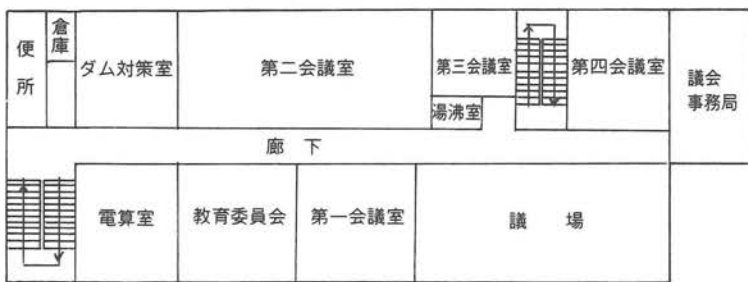 便所
倉庫
ダム対策室
第二会議室
第三会議室
湯沸室
第四会議室
議会
事務局
廊下
電算室
教育委員会
第一会議室
議場